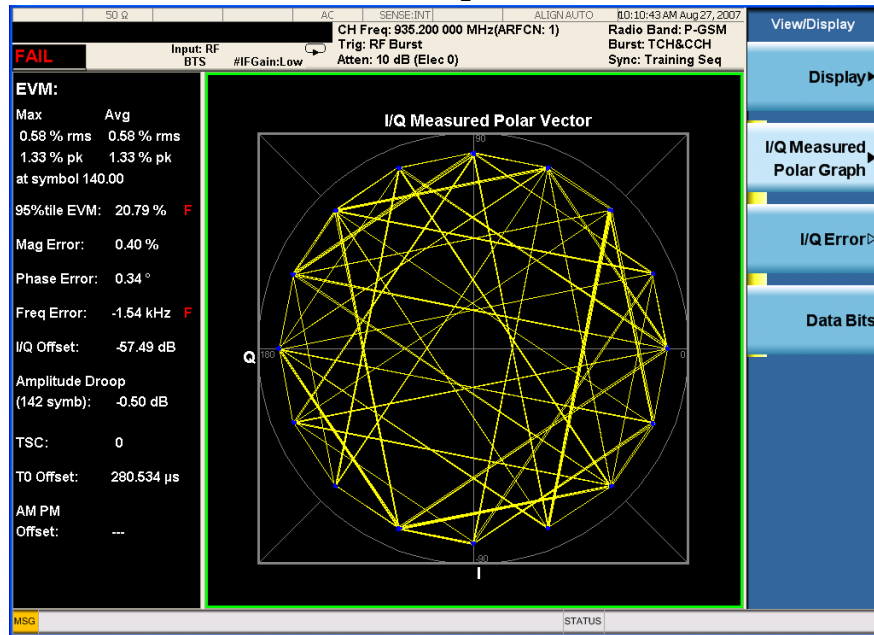 50 Ω AC SENSE:INT ALIGN AUTO 10:10:43 AM Aug 27, 2007
CH Freq: 935.200 000 MHz(ARFCN: 1) Radio Band: P-GSM
Input: RF Trig: RF Burst Burst: TCH&CCH
FAIL BTS #IFGain:Low Atten: 10 dB (Elec 0) Sync: Training Seq
View/Display
Display
I/Q Measured
Polar Graph
I/Q Error
Data Bits
EVM:
Max Avg
0.58 % rms 0.58 % rms
1.33 % pk 1.33 % pk
at symbol 140.00
95%tile EVM: 20.79 % F
Mag Error: 0.40 %
Phase Error: 0.34 °
Freq Error: -1.54 kHz F
I/Q Offset: -57.49 dB
Amplitude Droop
(142 symb): -0.50 dB
TSC: 0
T0 Offset: 280.534 µs
AM PM
Offset: ---
I/Q Measured Polar Vector
90
Q 180 0
-90
I
MSG STATUS